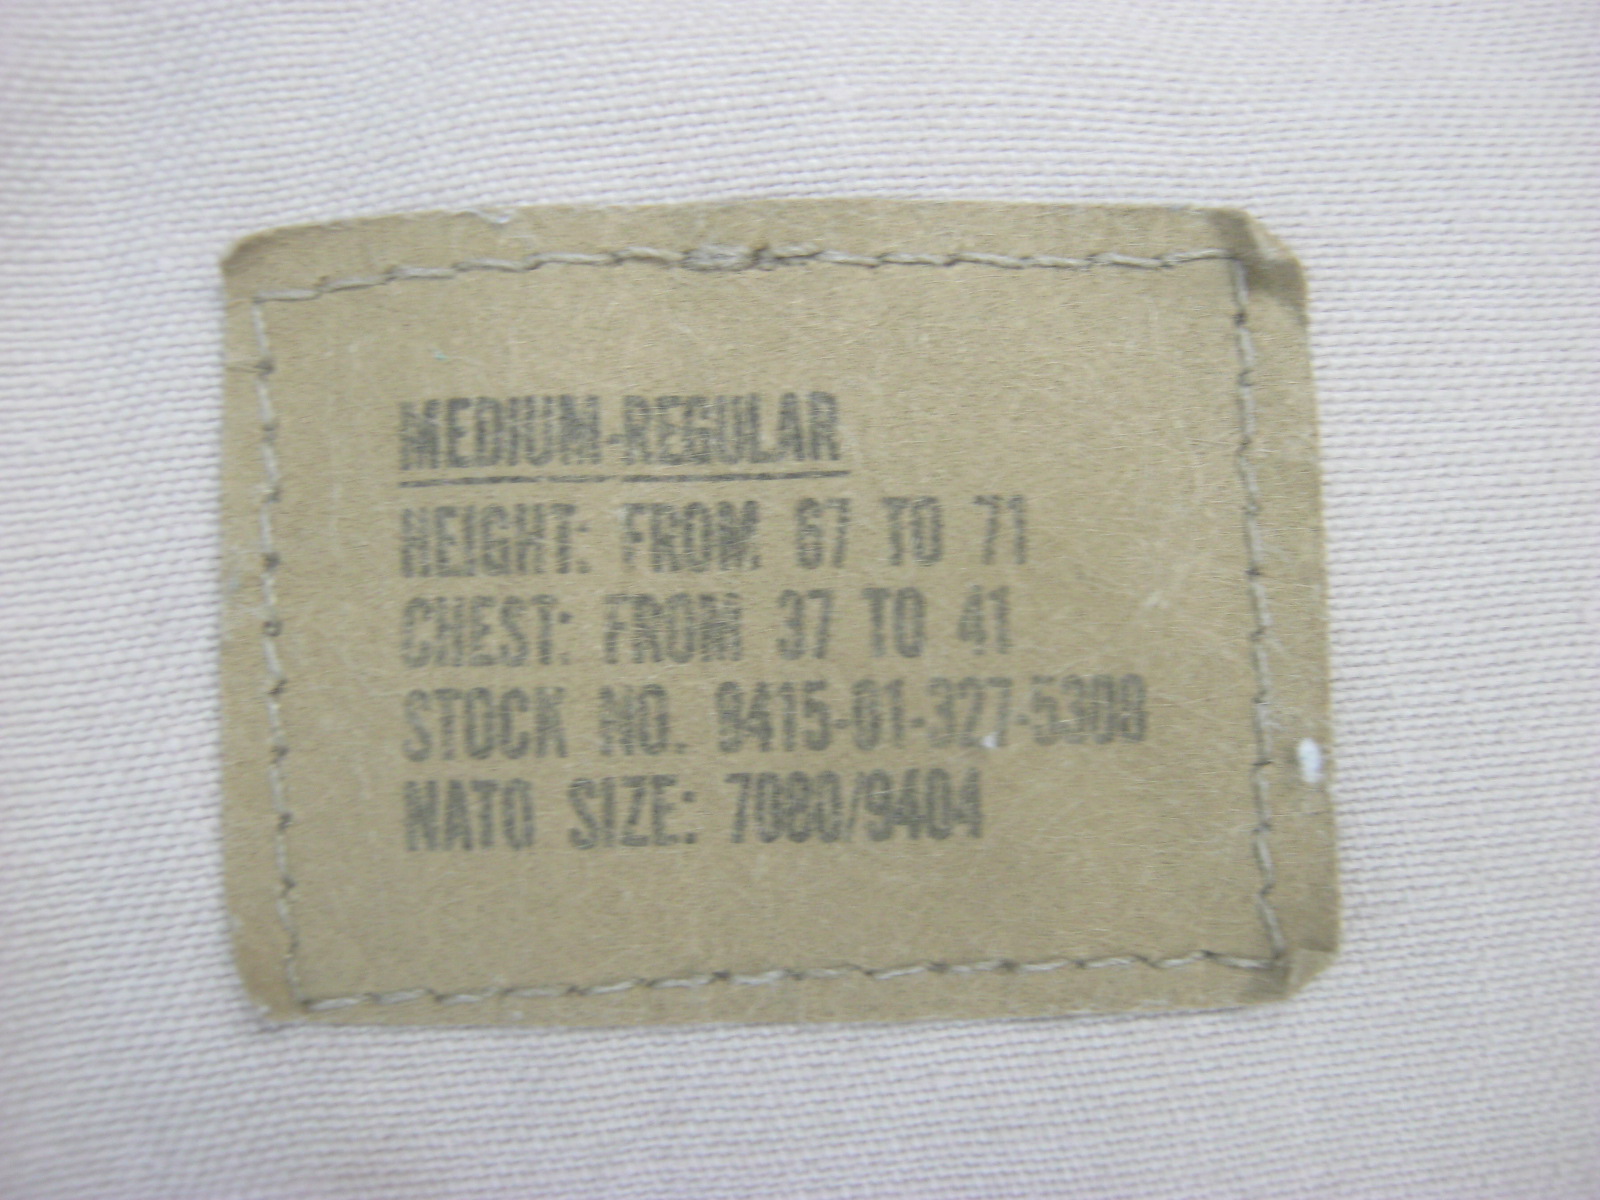 MEDIUM-REGULAR
HEIGHT: FROM 67 TO 71
CHEST: FROM 37 TO 41
STOCK NO. 8415-01-327-5309
NATO SIZE: 7080/9404